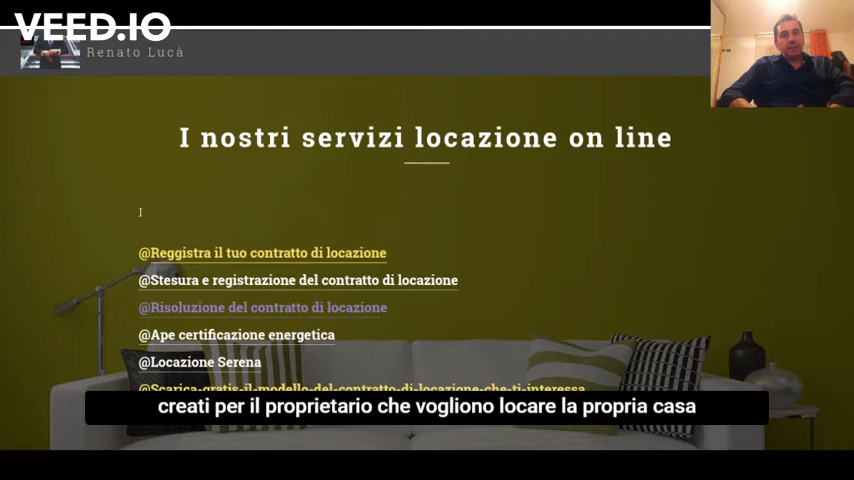 VEED.IO
Renato Lucà
I nostri servizi locazione on line
I
@Reggistra il tuo contratto di locazione
@Stesura e registrazione del contratto di locazione
@Risoluzione del contratto di locazione
@Ape certificazione energetica
@Locazione Serena
@Scarica-gratis-il-modello-del-contratto-di-locazione-che-ti-interessa
creati per il proprietario che vogliono locare la propria casa